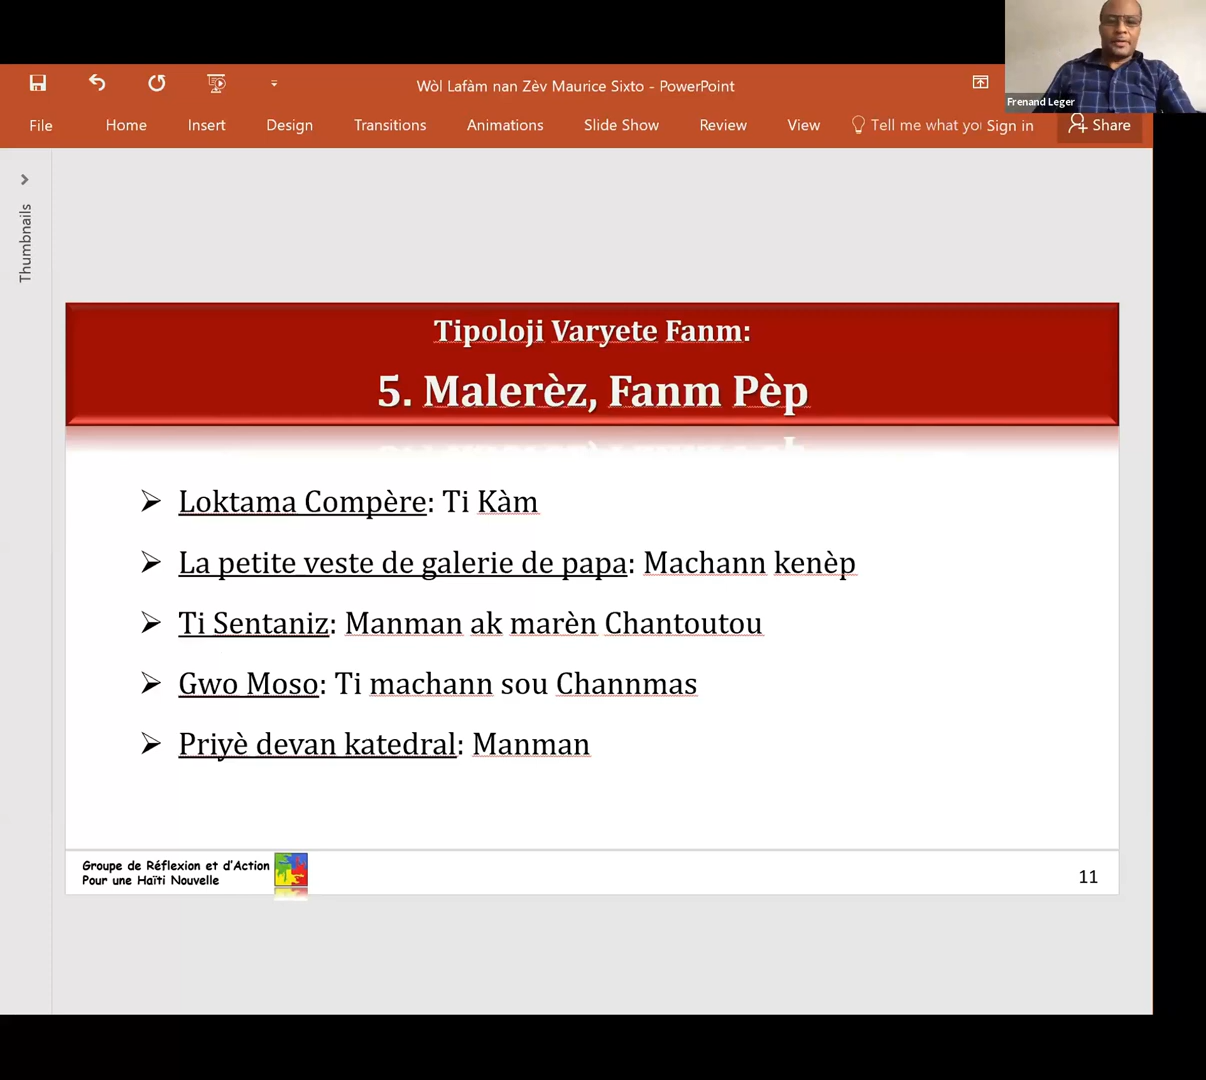 Wòl Lafàm nan Zèv Maurice Sixto - PowerPoint
Frenand Leger
File Home Insert Design Transitions Animations Slide Show Review View Tell me what yo Sign in Share
Thumbnails
Tipoloji Varyete Fanm:
5. Malerèz, Fanm Pèp
Loktama Compère: Ti Kàm
La petite veste de galerie de papa: Machann kenèp
Ti Sentaniz: Manman ak marèn Chantoutou
Gwo Moso: Ti machann sou Channmas
Priyè devan katedral: Manman
Groupe de Réflexion et d'Action
Pour une Haïti Nouvelle
11